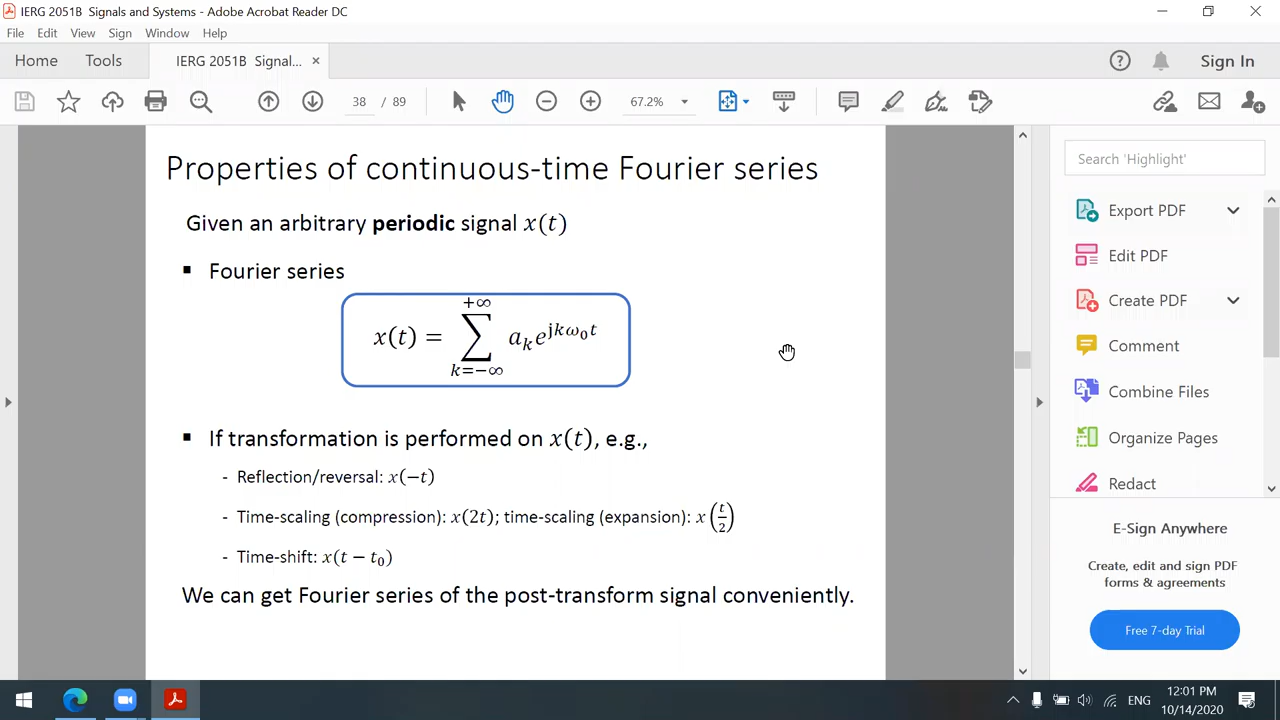 IERG 2051B  Signals and Systems - Adobe Acrobat Reader DC
File Edit View Sign Window Help
Home Tools IERG 2051B  Signal... × Sign In
38 / 89 67.2%
Properties of continuous-time Fourier series
Given an arbitrary periodic signal x(t)
▪ Fourier series
+∞
x(t) = ∑ a_k e^{jkω_0 t}
k=−∞
▪ If transformation is performed on x(t), e.g.,
- Reflection/reversal: x(−t)
- Time-scaling (compression): x(2t); time-scaling (expansion): x(t/2)
- Time-shift: x(t − t_0)
We can get Fourier series of the post-transform signal conveniently.
Search 'Highlight'
Export PDF
Edit PDF
Create PDF
Comment
Combine Files
Organize Pages
Redact
E-Sign Anywhere
Create, edit and sign PDF
forms & agreements
Free 7-day Trial
ENG
12:01 PM
10/14/2020